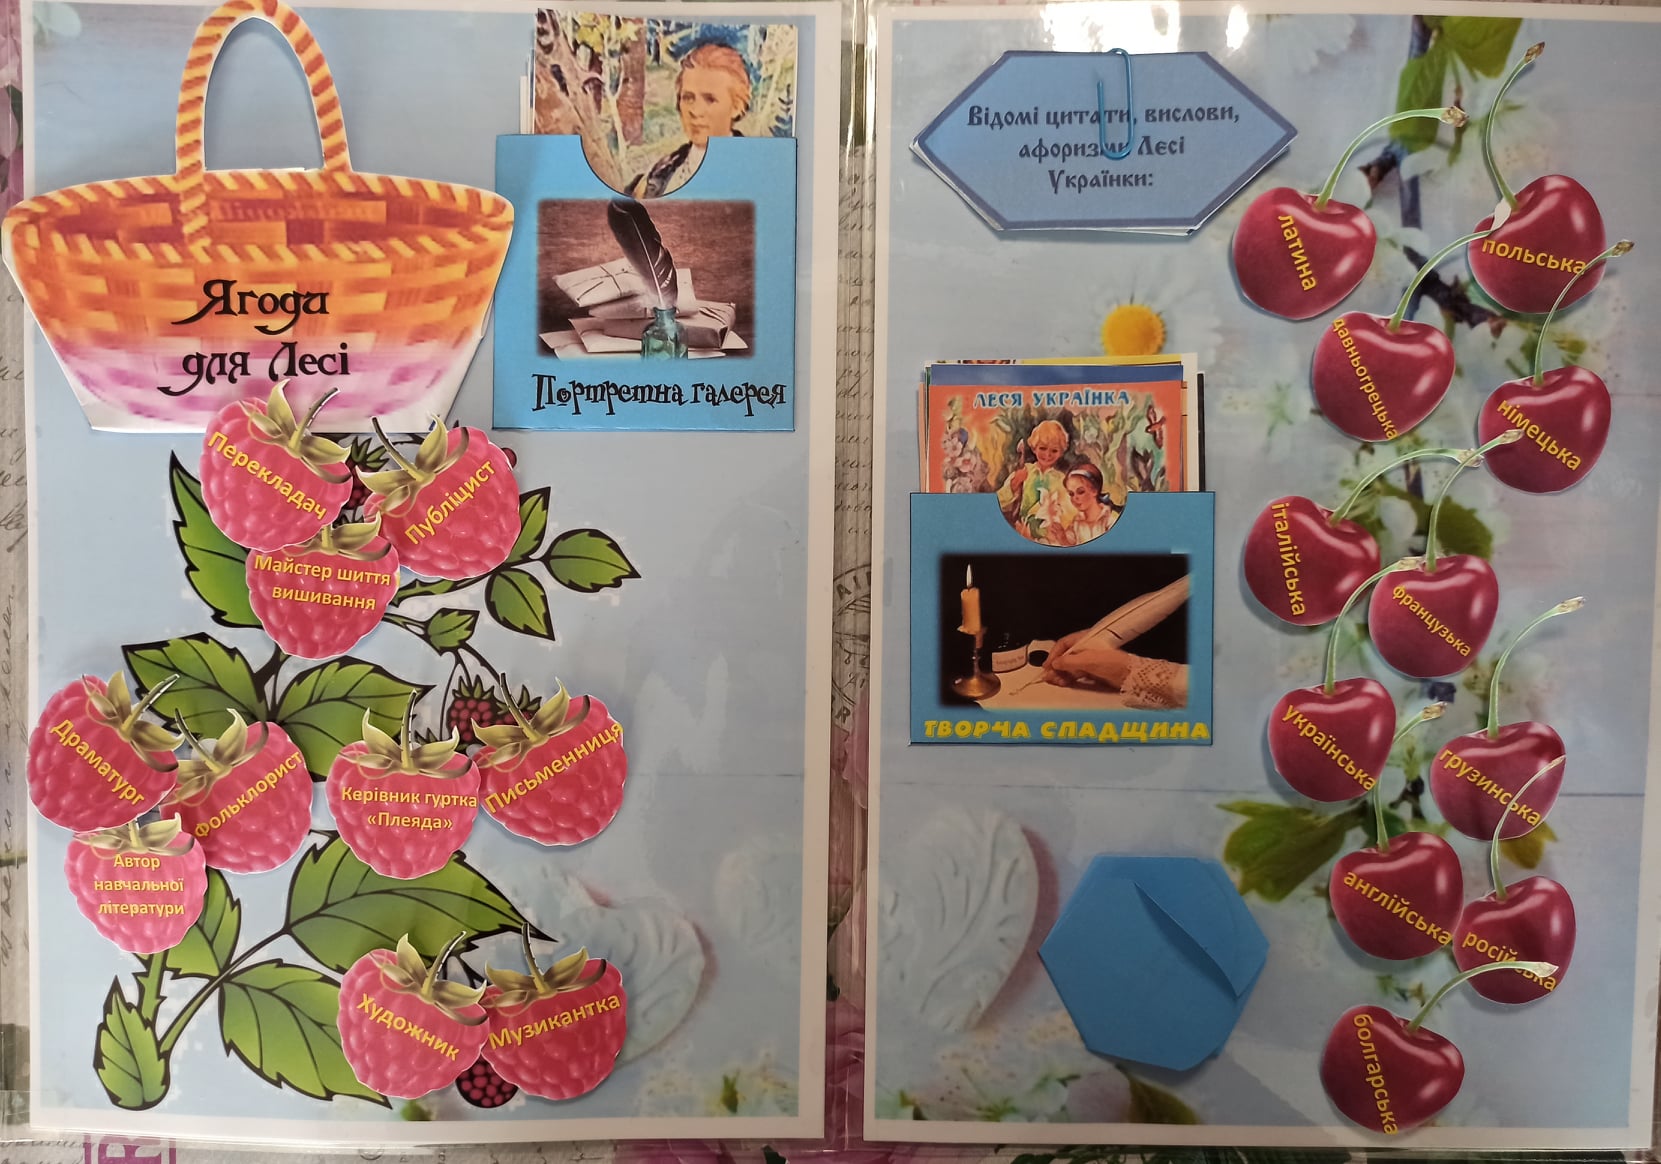 Ягоди
для Лесі
Портретна галерея
Перекладач
Публіцист
Майстер шиття
вишивання
Драматург
Фольклорист
Керівник гуртка
«Плеяда»
Письменниця
Автор
навчальної
літератури
Художник
Музикантка
Відомі цитати, вислови,
афоризми Лесі
Українки:
ЛЕСЯ УКРАЇНКА
ТВОРЧА СПАДЩИНА
латина
польська
давньогрецька
німецька
італійська
французька
українська
грузинська
англійська
російська
болгарська